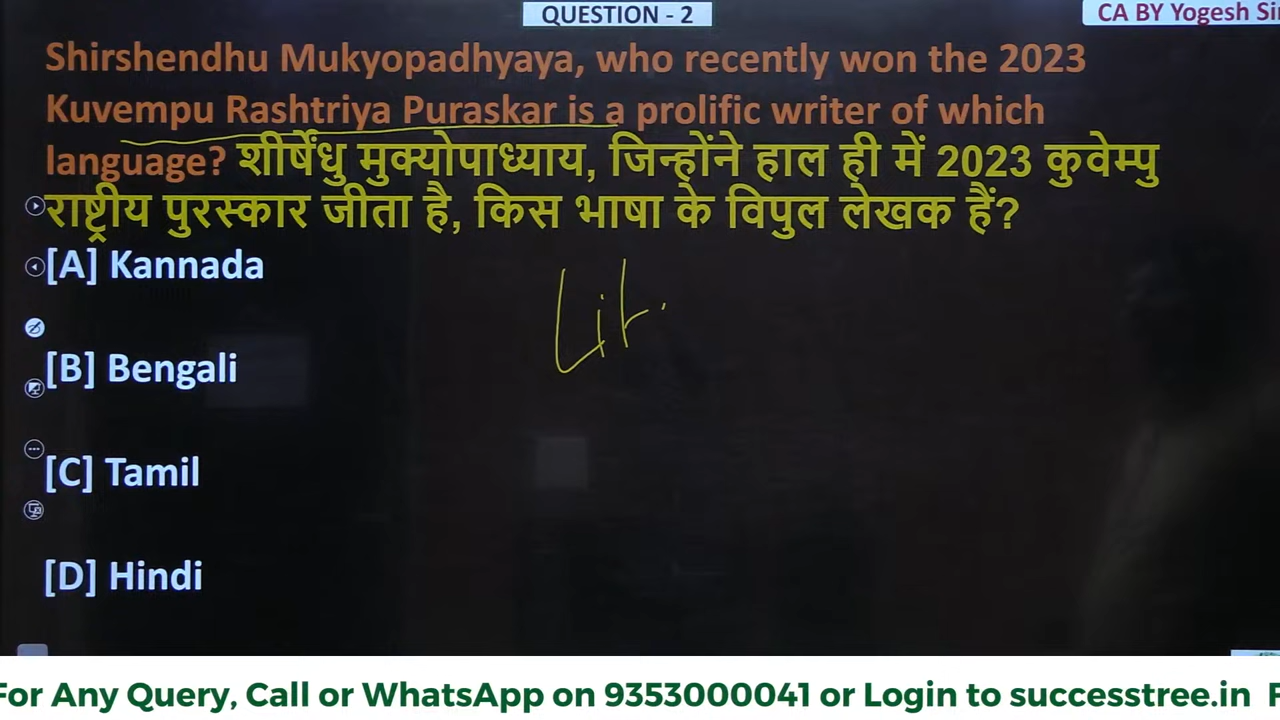 QUESTION - 2
CA BY Yogesh Sir
Shirshendhu Mukyopadhyaya, who recently won the 2023
Kuvempu Rashtriya Puraskar is a prolific writer of which
language? शीर्षेंधु मुक्योपाध्याय, जिन्होंने हाल ही में 2023 कुवेम्पु
राष्ट्रीय पुरस्कार जीता है, किस भाषा के विपुल लेखक हैं?
[A] Kannada
Lit.
[B] Bengali
[C] Tamil
[D] Hindi
For Any Query, Call or WhatsApp on 9353000041 or Login to successtree.in